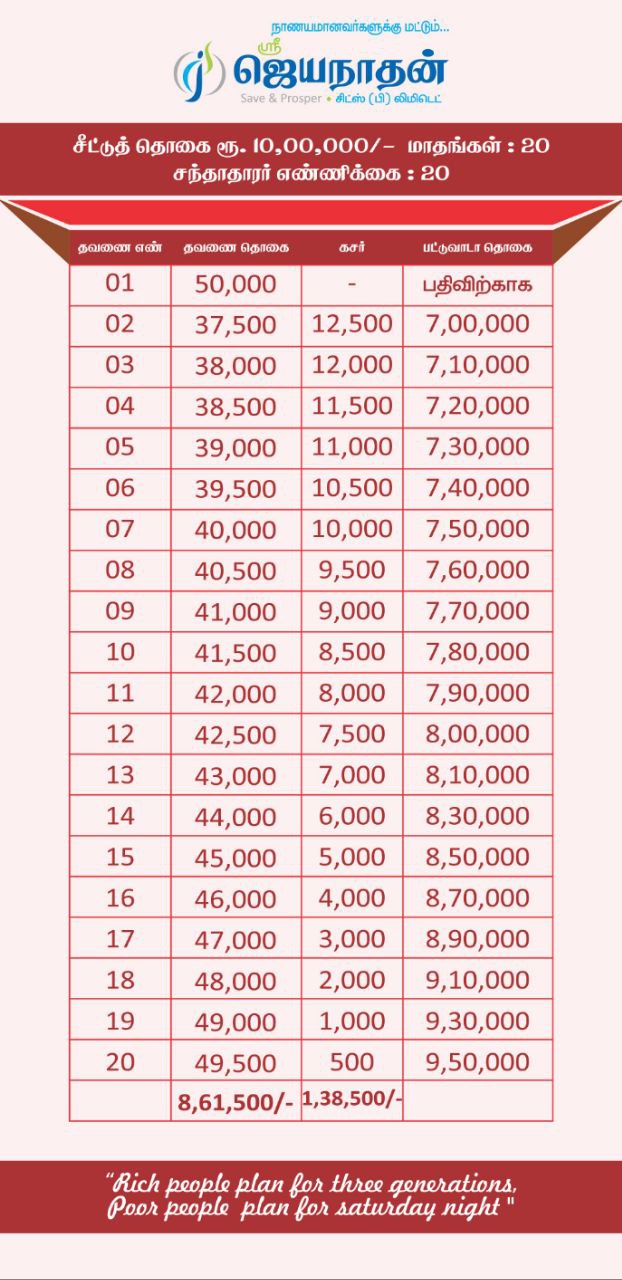 நாணயமானவர்களுக்கு மட்டும்...
ஸ்ரீ
ஜெயநாதன்
Save & Prosper • சிட்ஸ் (பி) லிமிடெட்
சீட்டுத் தொகை ரூ. 10,00,000/- மாதங்கள் : 20
சந்தாதாரர் எண்ணிக்கை : 20
தவணை எண் தவணை தொகை கசர் பட்டுவாடா தொகை
01 50,000 - பதிவிற்காக
02 37,500 12,500 7,00,000
03 38,000 12,000 7,10,000
04 38,500 11,500 7,20,000
05 39,000 11,000 7,30,000
06 39,500 10,500 7,40,000
07 40,000 10,000 7,50,000
08 40,500 9,500 7,60,000
09 41,000 9,000 7,70,000
10 41,500 8,500 7,80,000
11 42,000 8,000 7,90,000
12 42,500 7,500 8,00,000
13 43,000 7,000 8,10,000
14 44,000 6,000 8,30,000
15 45,000 5,000 8,50,000
16 46,000 4,000 8,70,000
17 47,000 3,000 8,90,000
18 48,000 2,000 9,10,000
19 49,000 1,000 9,30,000
20 49,500 500 9,50,000
8,61,500/- 1,38,500/-
“Rich people plan for three generations,
Poor people plan for saturday night "